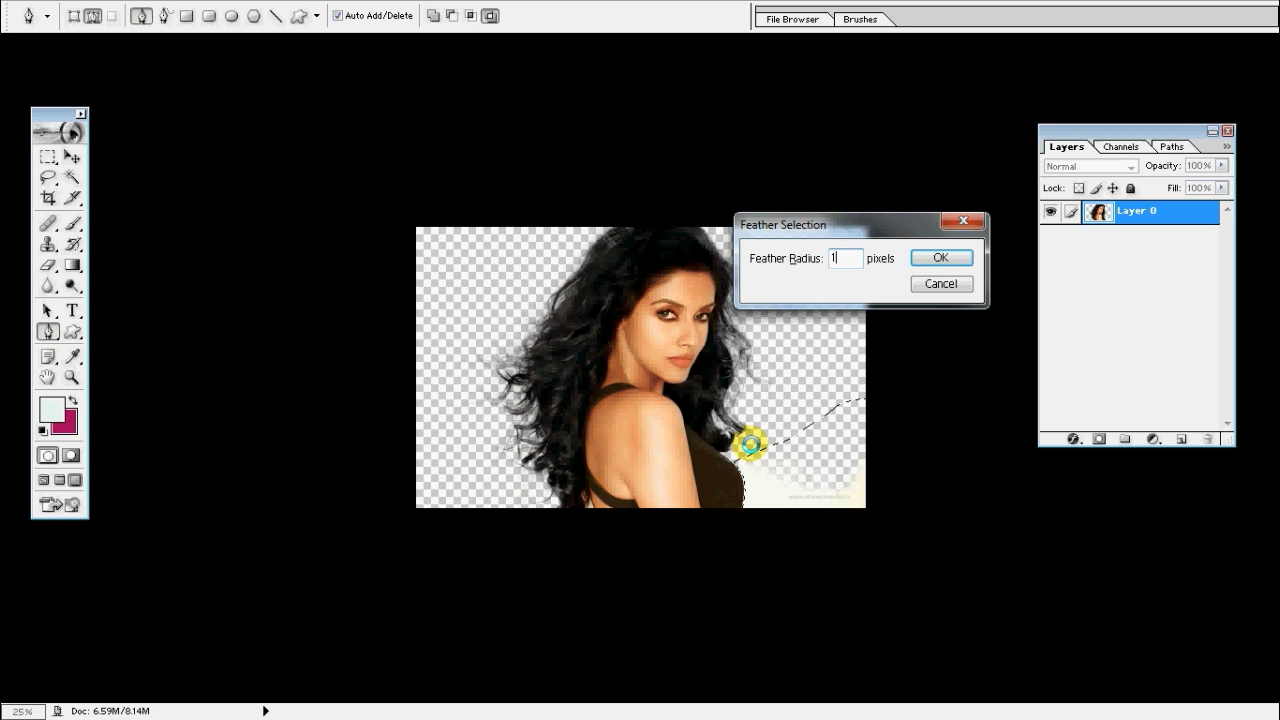 Auto Add/Delete
File Browser
Brushes
Layers
Channels
Paths
Normal
Opacity: 100%
Lock:
Fill: 100%
Layer 0
Feather Selection
Feather Radius: 1 pixels
OK
Cancel
T
25%
Doc: 6.59M/8.14M